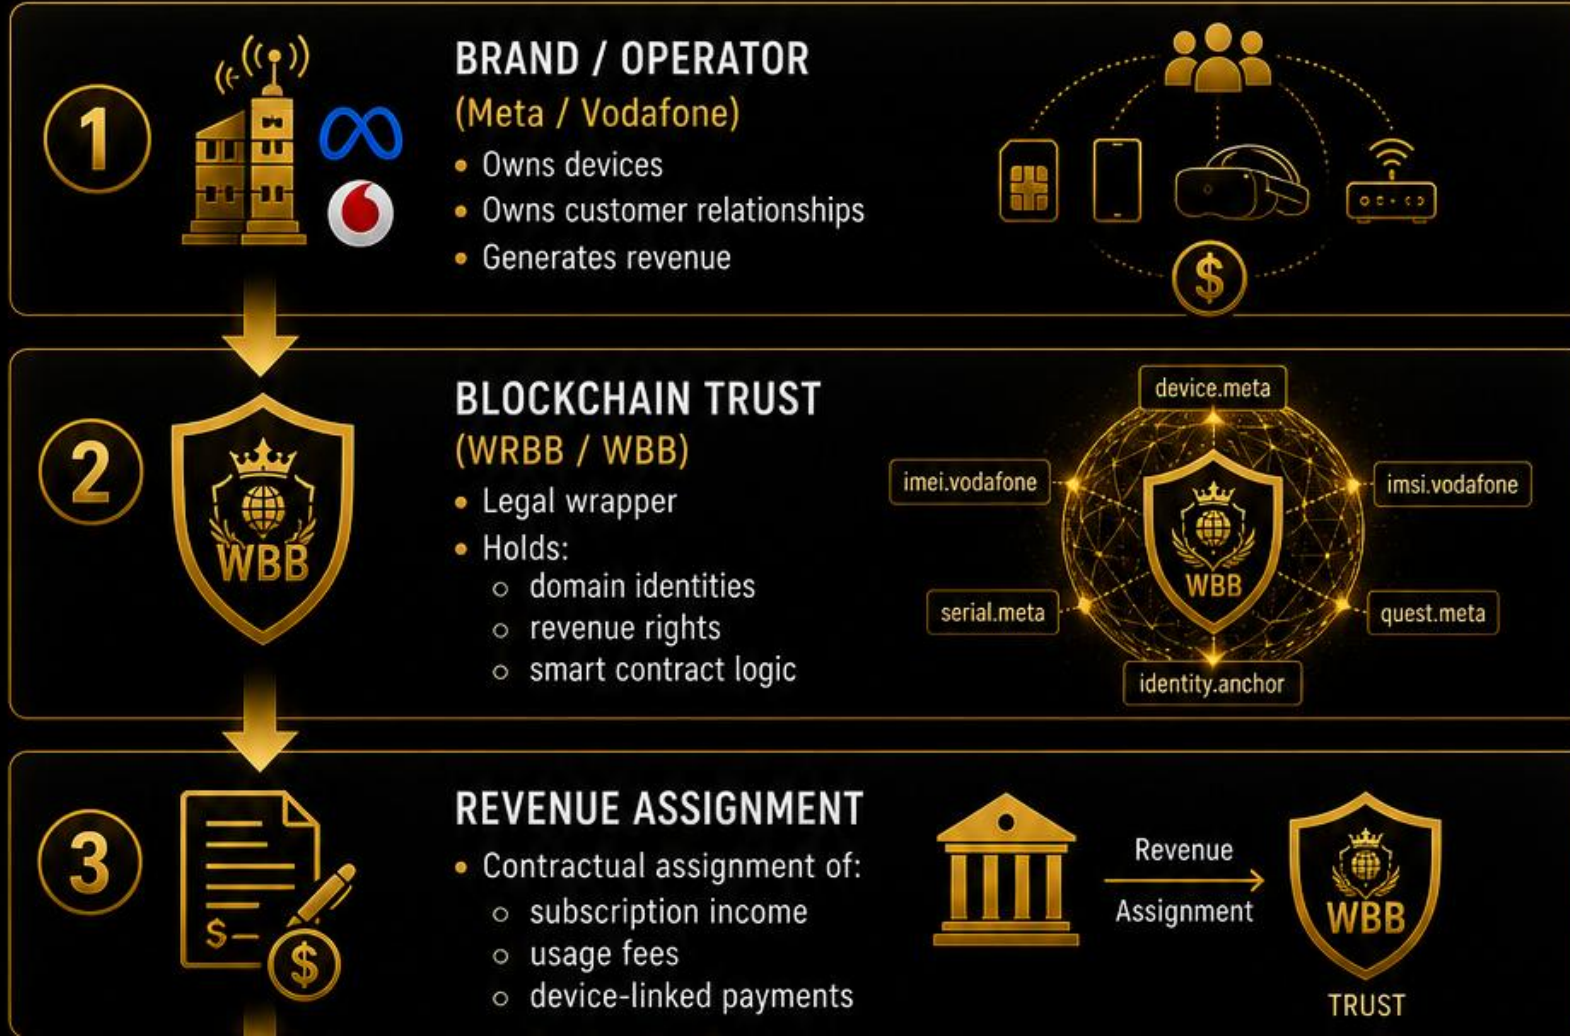 1
BRAND / OPERATOR
(Meta / Vodafone)
• Owns devices
• Owns customer relationships
• Generates revenue
$
2
WBB
BLOCKCHAIN TRUST
(WRBB / WBB)
• Legal wrapper
• Holds:
○ domain identities
○ revenue rights
○ smart contract logic
device.meta
imei.vodafone
imsi.vodafone
WBB
serial.meta
quest.meta
identity.anchor
3
$
$
REVENUE ASSIGNMENT
• Contractual assignment of:
○ subscription income
○ usage fees
○ device-linked payments
Revenue
Assignment
WBB
TRUST